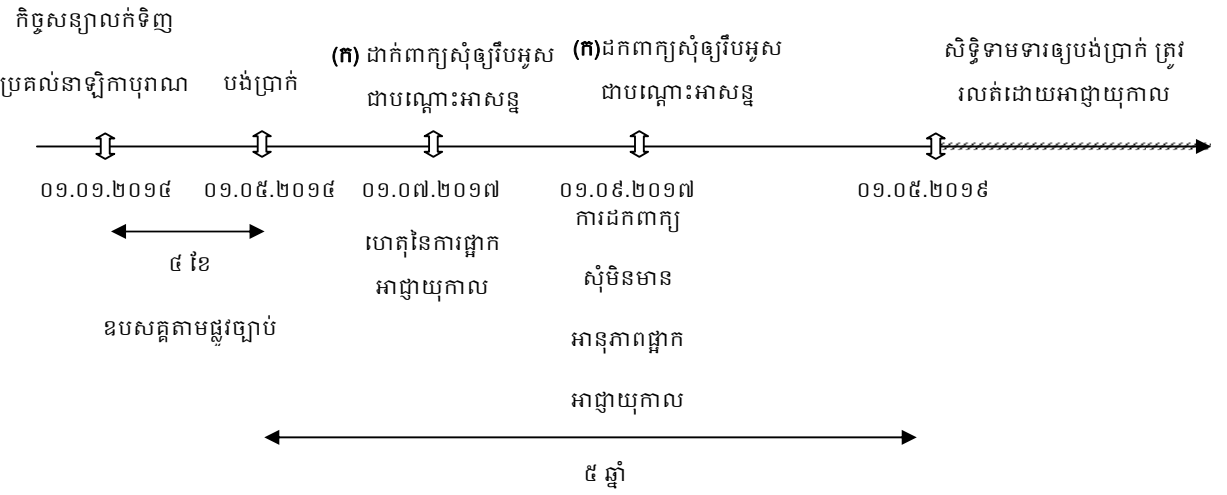 កិច្ចសន្យាលក់ទិញ
ប្រគល់នាឡិកាបុរាណ
បង់ប្រាក់
(ក) ដាក់ពាក្យសុំឲ្យរឹបអូស
ជាបណ្តោះអាសន្ន
(ក)ដកពាក្យសុំឲ្យរឹបអូស
ជាបណ្តោះអាសន្ន
សិទ្ធិទាមទារឲ្យបង់ប្រាក់ ត្រូវ
រលត់ដោយអាជ្ញាយុកាល
០១.០១.២០១៤
០១.០៥.២០១៤
០១.០៧.២០១៧
០១.០៩.២០១៧
០១.០៥.២០១៩
៤ ខែ
ឧបសគ្គតាមផ្លូវច្បាប់
ហេតុនៃការផ្អាក
អាជ្ញាយុកាល
ការដកពាក្យ
សុំមិនមាន
អានុភាពផ្អាក
អាជ្ញាយុកាល
៥ ឆ្នាំ